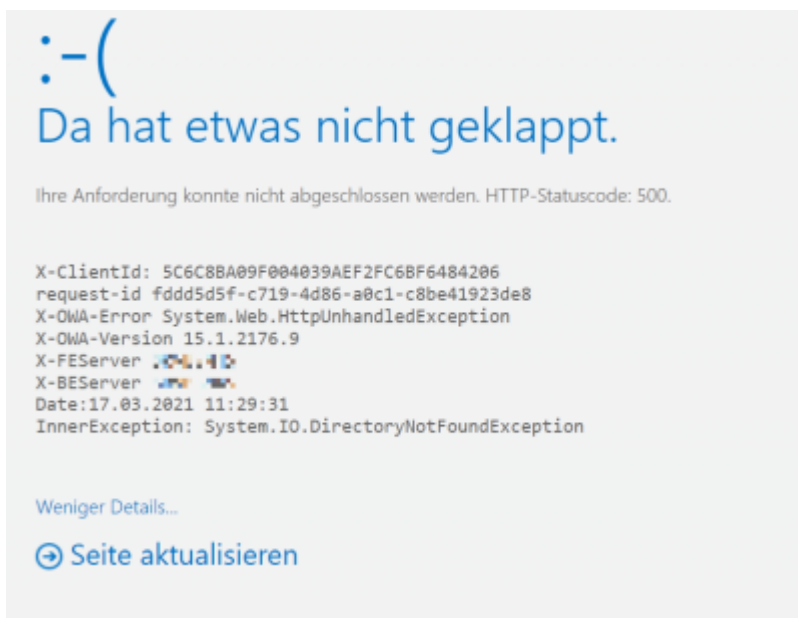 :-(
Da hat etwas nicht geklappt.
Ihre Anforderung konnte nicht abgeschlossen werden. HTTP-Statuscode: 500.
X-ClientId: 5C6C8BA09F004039AEF2FC6BF6484206
request-id fddd5d5f-c719-4d86-a0c1-c8be41923de8
X-OWA-Error System.Web.HttpUnhandledException
X-OWA-Version 15.1.2176.9
X-FEServer
X-BEServer
Date:17.03.2021 11:29:31
InnerException: System.IO.DirectoryNotFoundException
Weniger Details...
Seite aktualisieren